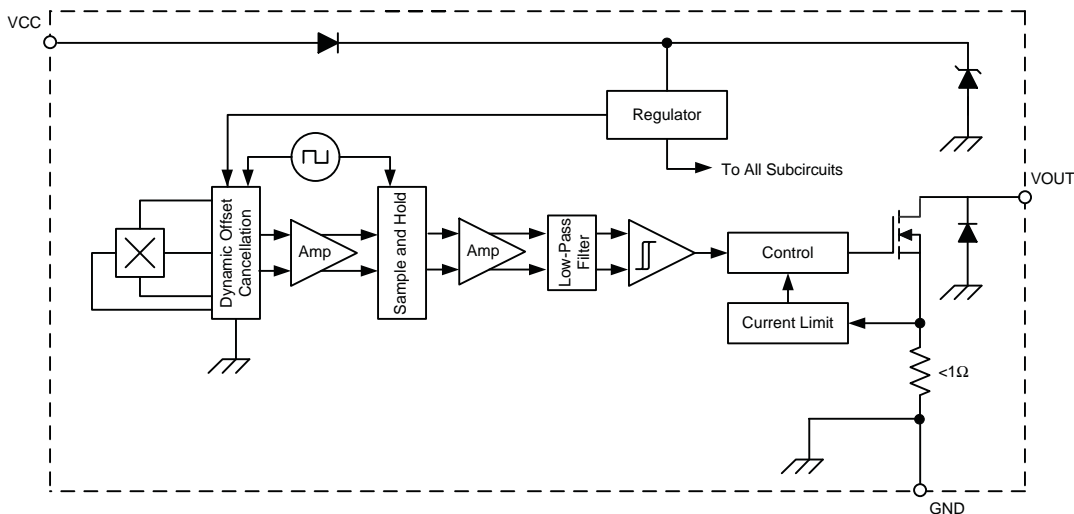 VCC
Regulator
To All Subcircuits
VOUT
Dynamic Offset
Cancellation
Amp
Sample and Hold
Amp
Low-Pass
Filter
Control
Current Limit
<1Ω
GND